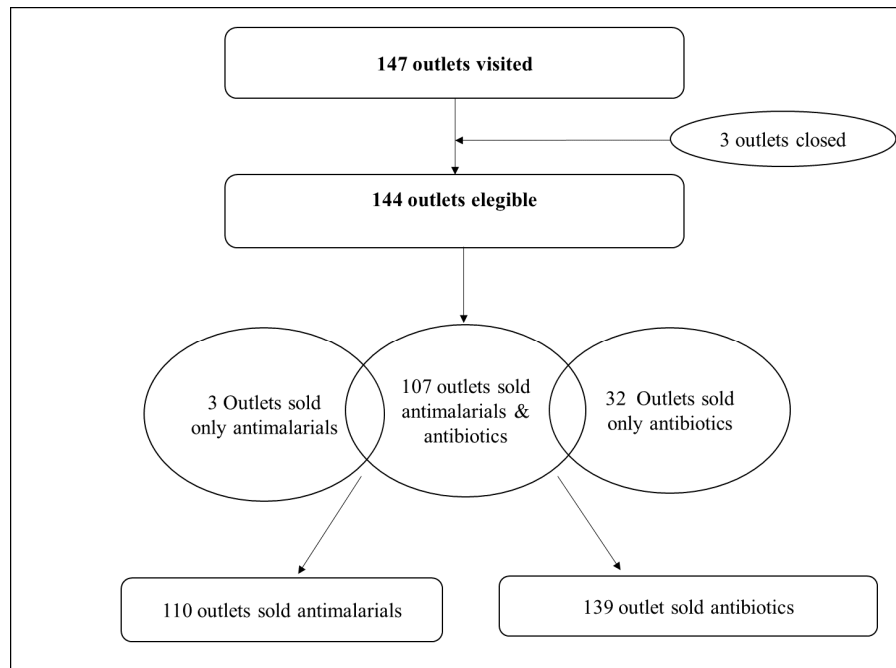 147 outlets visited
3 outlets closed
144 outlets elegible
3 Outlets sold
only antimalarials
107 outlets sold
antimalarials &
antibiotics
32 Outlets sold
only antibiotics
110 outlets sold antimalarials
139 outlet sold antibiotics